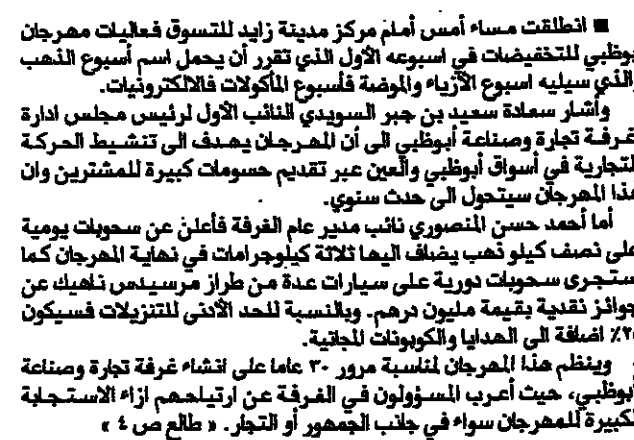 ■ انطلقت مساء أمس أمام مركز مدينة زايد للتسوق فعاليات مهرجان
أبوظبي للتخفيضات في اسبوعه الأول الذي تقرر أن يحمل اسم أسبوع الذهب
والذي سيليه اسبوع الأزياء والموضة فأسبوع المأكولات فالالكترونيات.
وأشار سعادة سعيد بن جبر السويدي النائب الأول لرئيس مجلس ادارة
غرفة تجارة وصناعة أبوظبي الى أن المهرجان يهدف الى تنشيط الحركة
التجارية في أسواق أبوظبي والعين عبر تقديم حسومات كبيرة للمشترين وان
هذا المهرجان سيتحول الى حدث سنوي.
أما أحمد حسن المنصوري نائب مدير عام الغرفة فأعلن عن سحوبات يومية
على نصف كيلو ذهب يضاف اليها ثلاثة كيلوجرامات في نهاية المهرجان كما
ستجرى سحوبات دورية على سيارات عدة من طراز مرسيدس ناهيك عن
جوائز نقدية بقيمة مليون درهم. وبالنسبة للحد الأدنى للتنزيلات فسيكون
اضافة الى الهدايا والكوبونات المجانية.
وينظم هذا المهرجان لمناسبة مرور ٣٠ عاما على انشاء غرفة تجارة وصناعة
أبوظبي، حيث أعرب المسؤولون في الغرفة عن ارتياحهم ازاء الاستجابة
الكبيرة للمهرجان سواء في جانب الجمهور أو التجار. « طالع ص ٤ »